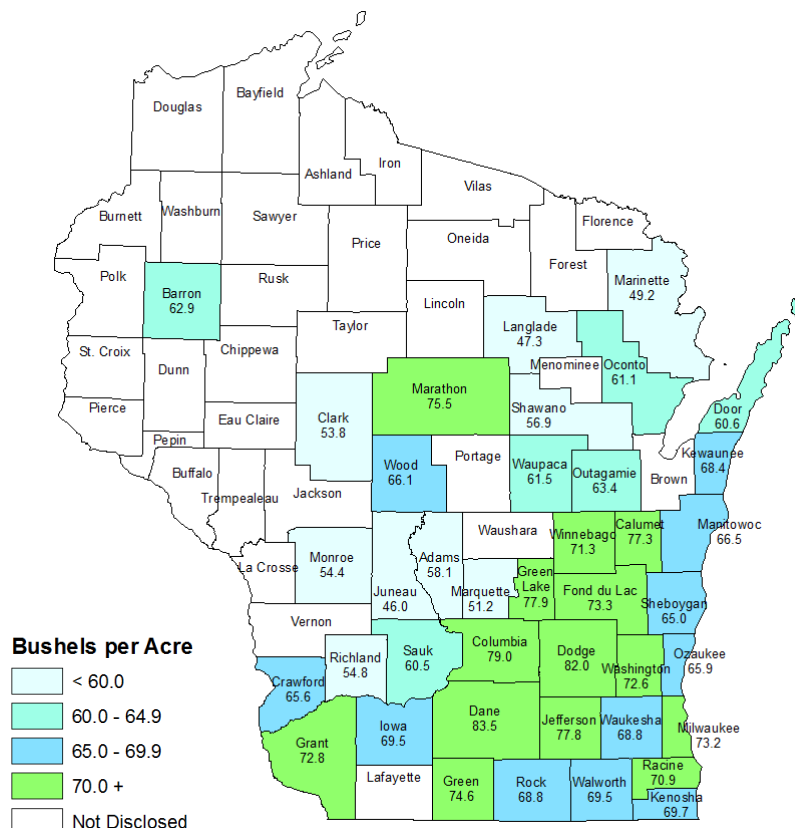 Bayfield
Douglas
Iron
Ashland
Vilas
Florence
Burnett
Washburn
Sawyer
Price
Oneida
Forest
Polk
Rusk
Marinette
49.2
Barron
62.9
Lincoln
Taylor
Langlade
47.3
St. Croix
Chippewa
Dunn
Menominee
Oconto
61.1
Marathon
75.5
Pierce
Eau Claire
Clark
53.8
Shawano
56.9
Door
60.6
Pepin
Wood
66.1
Portage
Waupaca
61.5
Outagamie
63.4
Brown
Kewaunee
68.4
Buffalo
Trempealeau
Jackson
Waushara
Winnebago
71.3
Calumet
77.3
Manitowoc
66.5
La Crosse
Monroe
54.4
Juneau
46.0
Adams
58.1
Marquette
51.2
Green
Lake
77.9
Fond du Lac
73.3
Sheboygan
65.0
Vernon
Richland
54.8
Sauk
60.5
Columbia
79.0
Dodge
82.0
Washington
72.6
Ozaukee
65.9
Crawford
65.6
Iowa
69.5
Dane
83.5
Jefferson
77.8
Waukesha
68.8
Milwaukee
73.2
Grant
72.8
Lafayette
Green
74.6
Rock
68.8
Walworth
69.5
Racine
70.9
Kenosha
69.7
Bushels per Acre
< 60.0
60.0 - 64.9
65.0 - 69.9
70.0 +
Not Disclosed